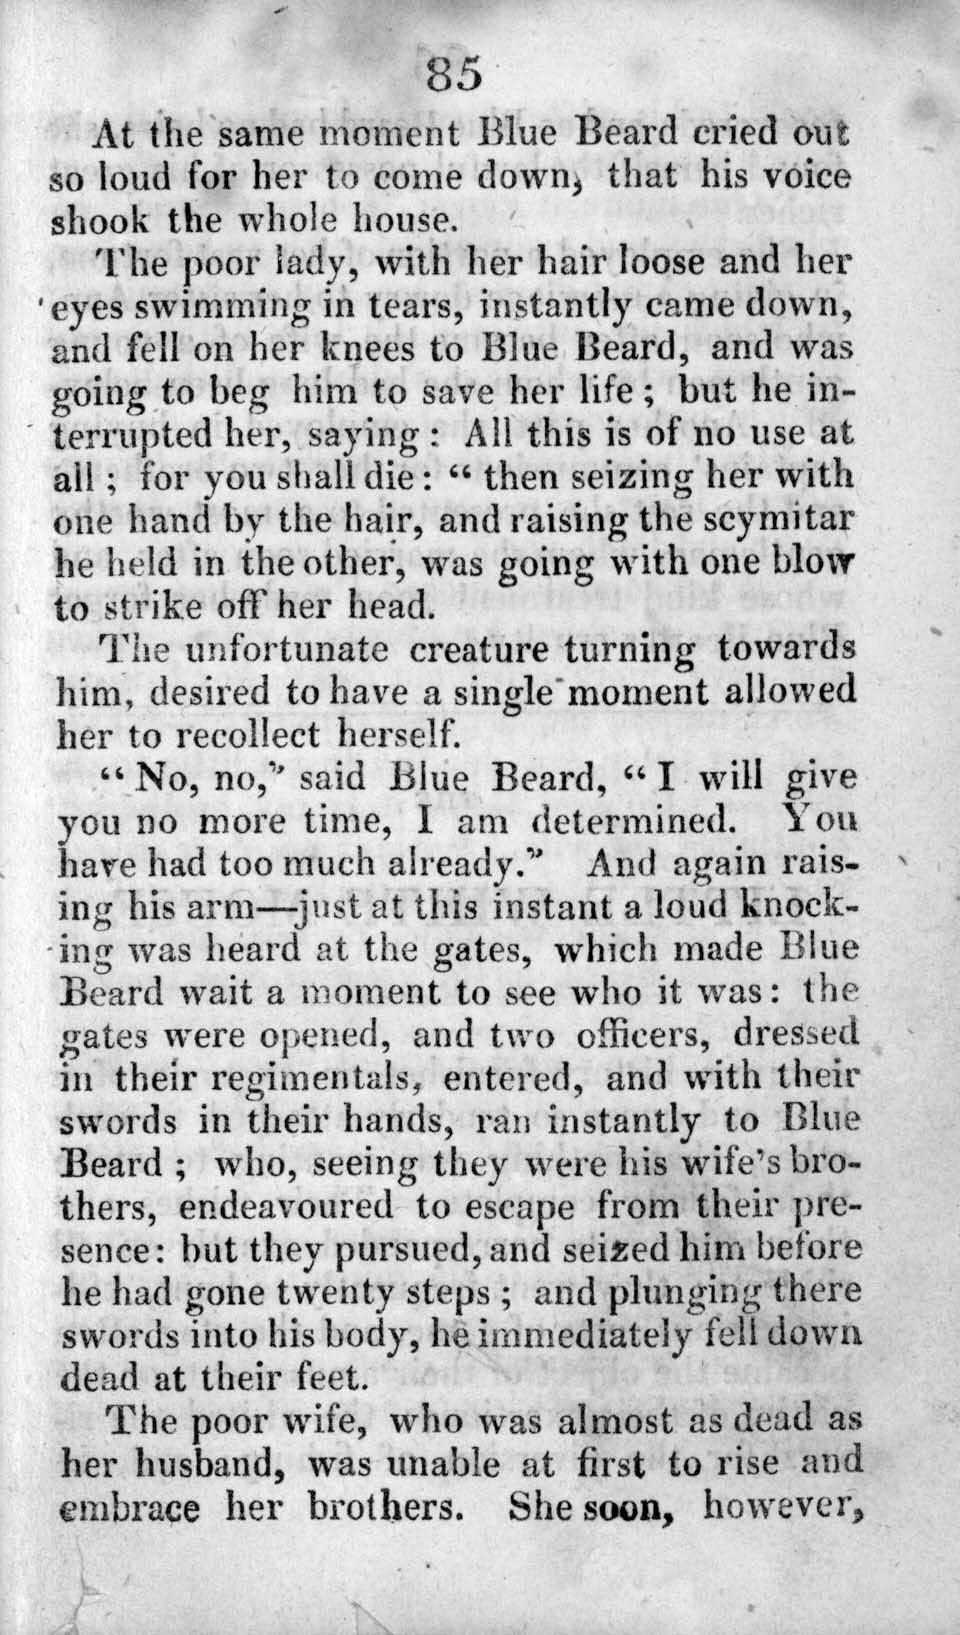 85
At the same moment Blue Beard cried out
so loud for her to come down, that his voice
shook the whole house.
The poor lady, with her hair loose and her
eyes swimming in tears, instantly came down,
and fell on her knees to Blue Beard, and was
going to beg him to save her life; but he in-
terrupted her, saying: All this is of no use at
all; for you shall die: “ then seizing her with
one hand by the hair, and raising the scymitar
he held in the other, was going with one blow
to strike off her head.
The unfortunate creature turning towards
him, desired to have a single moment allowed
her to recollect herself.
“ No, no,” said Blue Beard, “ I will give
you no more time, I am determined. You
have had too much already.” And again rais-
ing his arm—just at this instant a loud knock-
ing was heard at the gates, which made Blue
Beard wait a moment to see who it was: the
gates were opened, and two officers, dressed
in their regimentals, entered, and with their
swords in their hands, ran instantly to Blue
Beard ; who, seeing they were his wife's bro-
thers, endeavoured to escape from their pre-
sence: but they pursued, and seized him before
he had gone twenty steps ; and plunging there
swords into his body, he immediately fell down
dead at their feet.
The poor wife, who was almost as dead as
her husband, was unable at first to rise and
embrace her brothers. She soon, however,